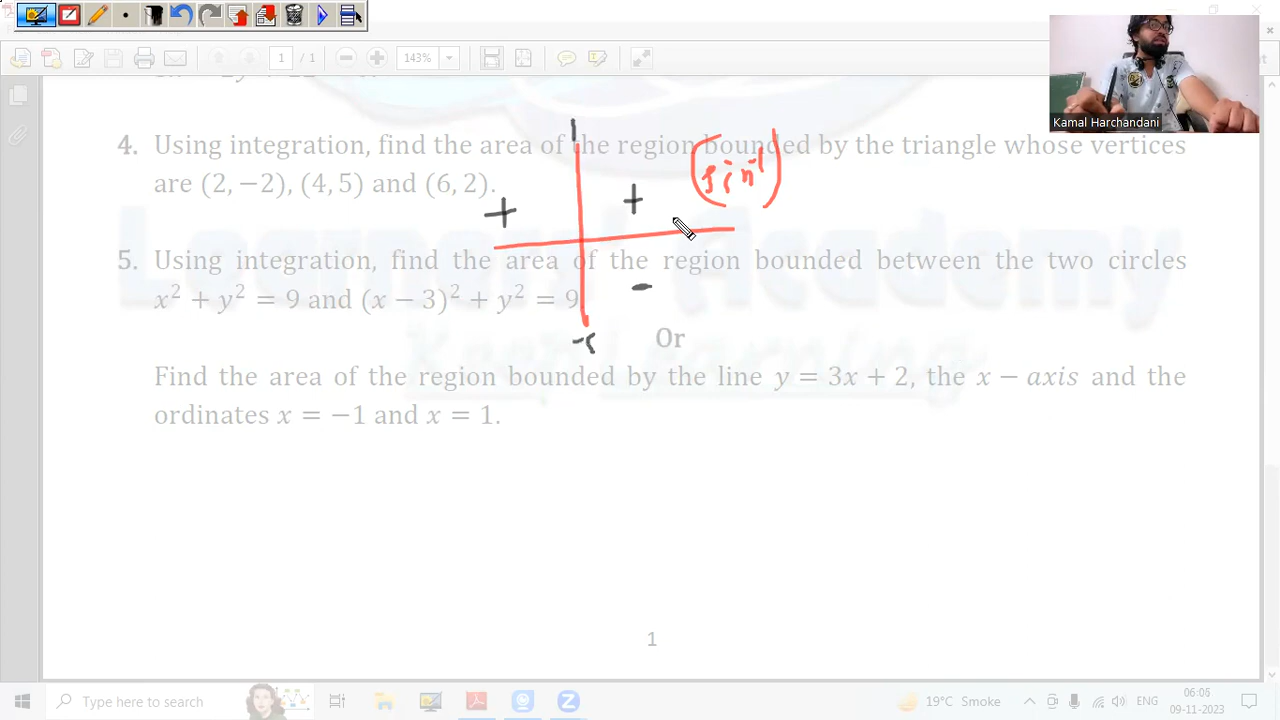 1 / 1
143%
Kamal Harchandani
4. Using integration, find the area of the region bounded by the triangle whose vertices
are (2, −2), (4, 5) and (6, 2).
(sin⁻¹
+ +
5. Using integration, find the area of the region bounded between the two circles
x² + y² = 9 and (x − 3)² + y² = 9
-
Or
Find the area of the region bounded by the line y = 3x + 2, the x − axis and the
ordinates x = −1 and x = 1.
1
Type here to search
19°C Smoke
ENG
06:06
09-11-2023